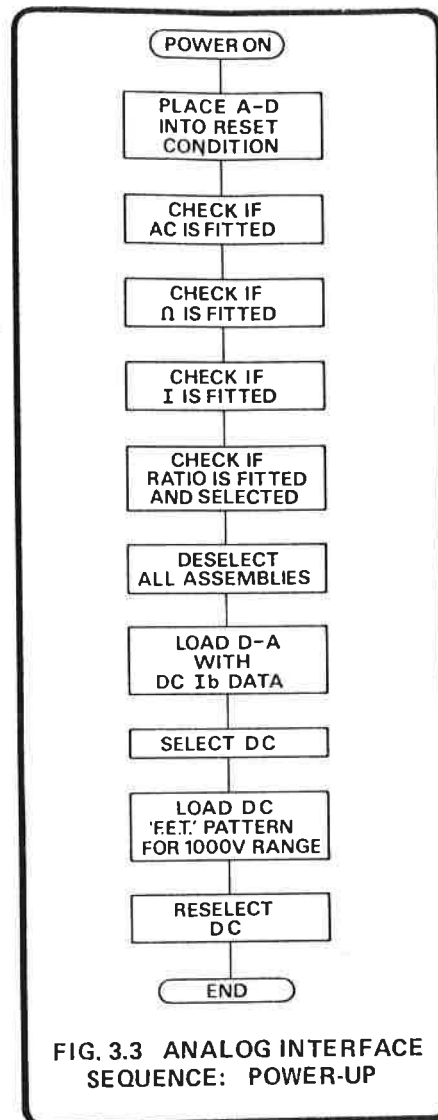 POWER ON
PLACE A-D
INTO RESET
CONDITION
CHECK IF
AC IS FITTED
CHECK IF
Ω IS FITTED
CHECK IF
I IS FITTED
CHECK IF
RATIO IS FITTED
AND SELECTED
DESELECT
ALL ASSEMBLIES
LOAD D-A
WITH
DC Ib DATA
SELECT DC
LOAD DC
'F.E.T.' PATTERN
FOR 1000V RANGE
RESELECT
DC
END
FIG. 3.3 ANALOG INTERFACE
SEQUENCE: POWER-UP